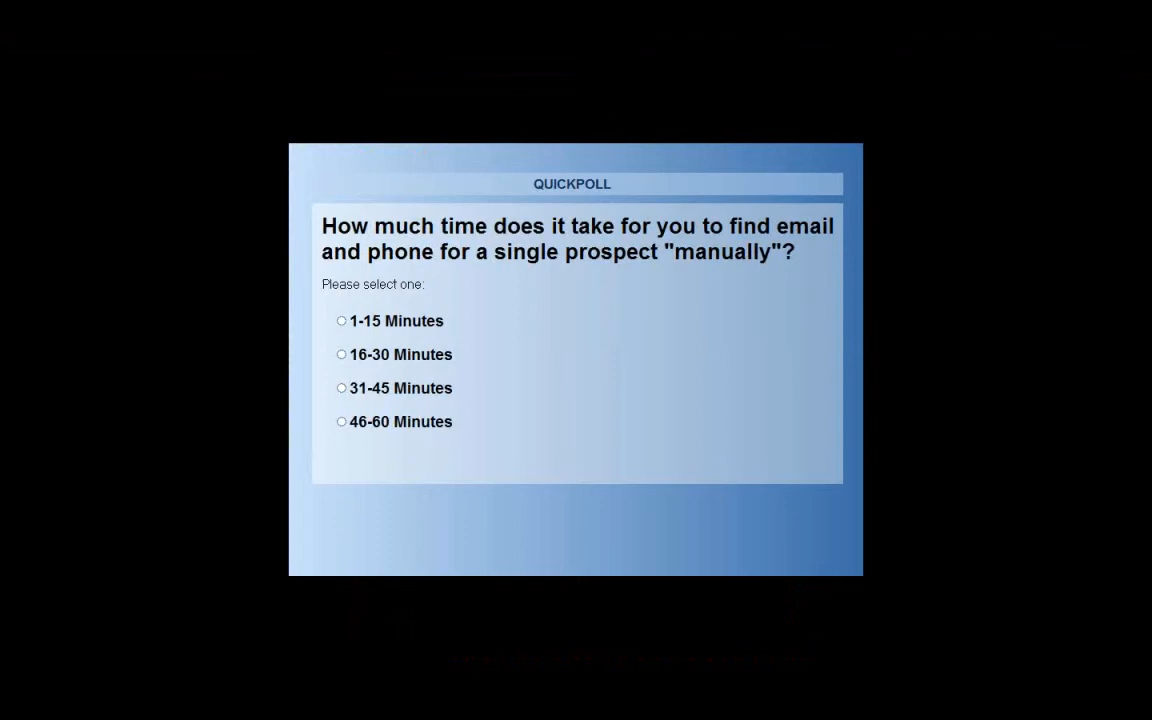 QUICKPOLL
How much time does it take for you to find email
and phone for a single prospect "manually"?
Please select one:
1-15 Minutes
16-30 Minutes
31-45 Minutes
46-60 Minutes